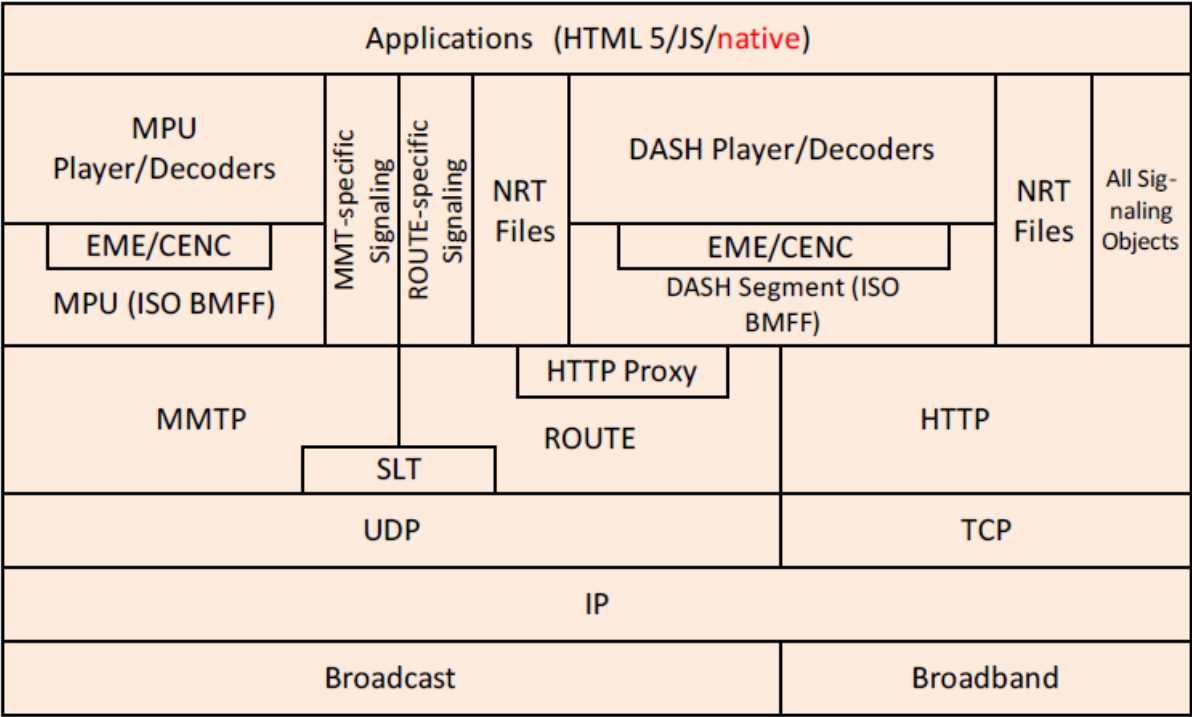 Applications (HTML 5/JS/native)
MPU
Player/Decoders
EME/CENC
MPU (ISO BMFF)
MMT-specific
Signaling
ROUTE-specific
Signaling
NRT
Files
DASH Player/Decoders
EME/CENC
DASH Segment (ISO
BMFF)
NRT
Files
All Sig-
naling
Objects
MMTP
SLT
HTTP Proxy
ROUTE
HTTP
UDP
TCP
IP
Broadcast
Broadband